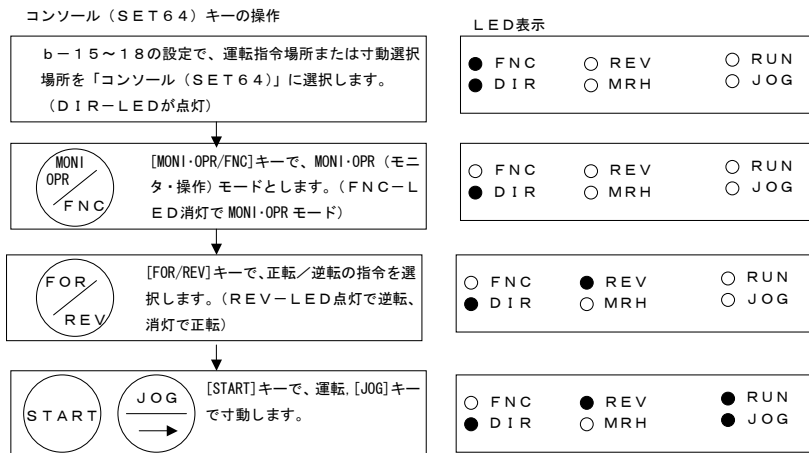 コンソール（SET64）キーの操作
LED表示
b－15～18の設定で、運転指令場所または寸動選択
場所を「コンソール（SET64）」に選択します。
（DIR－LEDが点灯）
● FNC ○ REV ○ RUN
● DIR ○ MRH ○ JOG
MONI
OPR
FNC
[MONI･OPR/FNC]キーで、MONI･OPR（モニ
タ・操作）モードとします。（FNC－L
ED消灯で MONI･OPR モード）
○ FNC ○ REV ○ RUN
● DIR ○ MRH ○ JOG
FOR
REV
[FOR/REV]キーで、正転／逆転の指令を選
択します。（REV－LED点灯で逆転、
消灯で正転）
○ FNC ● REV ○ RUN
● DIR ○ MRH ○ JOG
START
JOG
→
[START]キーで、運転,[JOG]キー
で寸動します。
○ FNC ● REV ● RUN
● DIR ○ MRH ● JOG